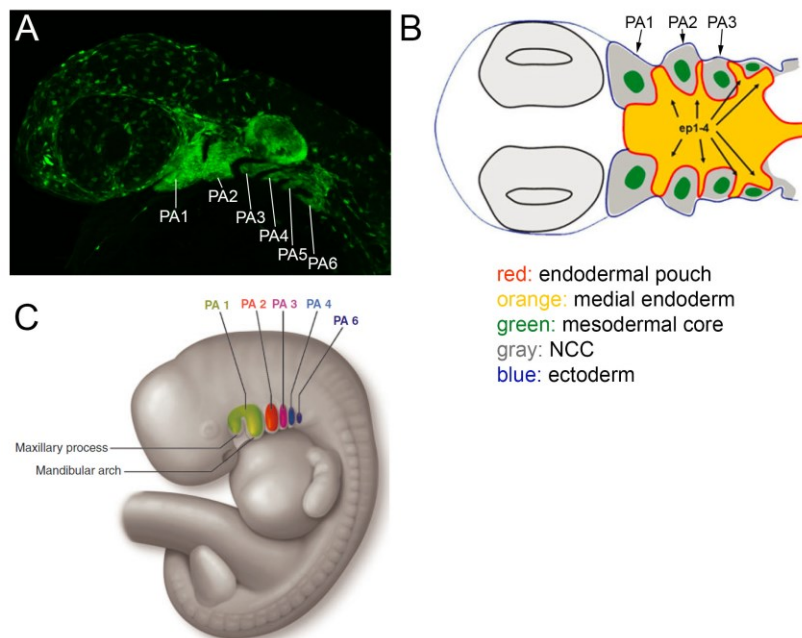 A
PA1
PA2
PA3
PA4
PA5
PA6
B
PA1 PA2 PA3
ep1-4
red: endodermal pouch
orange: medial endoderm
green: mesodermal core
gray: NCC
blue: ectoderm
C
PA 1 PA 2 PA 3 PA 4 PA 6
Maxillary process
Mandibular arch